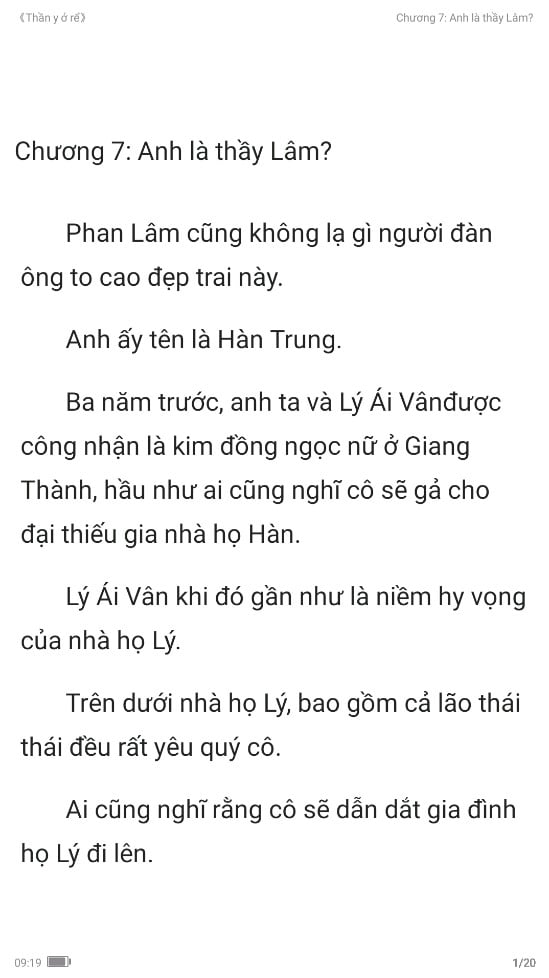 《Thần y ở rể》 Chương 7: Anh là thầy Lâm?
Chương 7: Anh là thầy Lâm?
Phan Lâm cũng không lạ gì người đàn
ông to cao đẹp trai này.
Anh ấy tên là Hàn Trung.
Ba năm trước, anh ta và Lý Ái Vânđược
công nhận là kim đồng ngọc nữ ở Giang
Thành, hầu như ai cũng nghĩ cô sẽ gả cho
đại thiếu gia nhà họ Hàn.
Lý Ái Vân khi đó gần như là niềm hy vọng
của nhà họ Lý.
Trên dưới nhà họ Lý, bao gồm cả lão thái
thái đều rất yêu quý cô.
Ai cũng nghĩ rằng cô sẽ dẫn dắt gia đình
họ Lý đi lên.
09:19 1/20